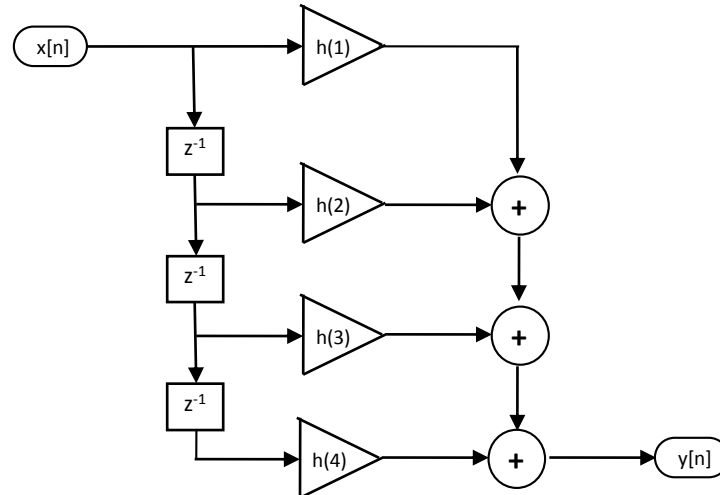 x[n]
h(1)
z⁻¹
h(2)
+
z⁻¹
h(3)
+
z⁻¹
h(4)
+
y[n]